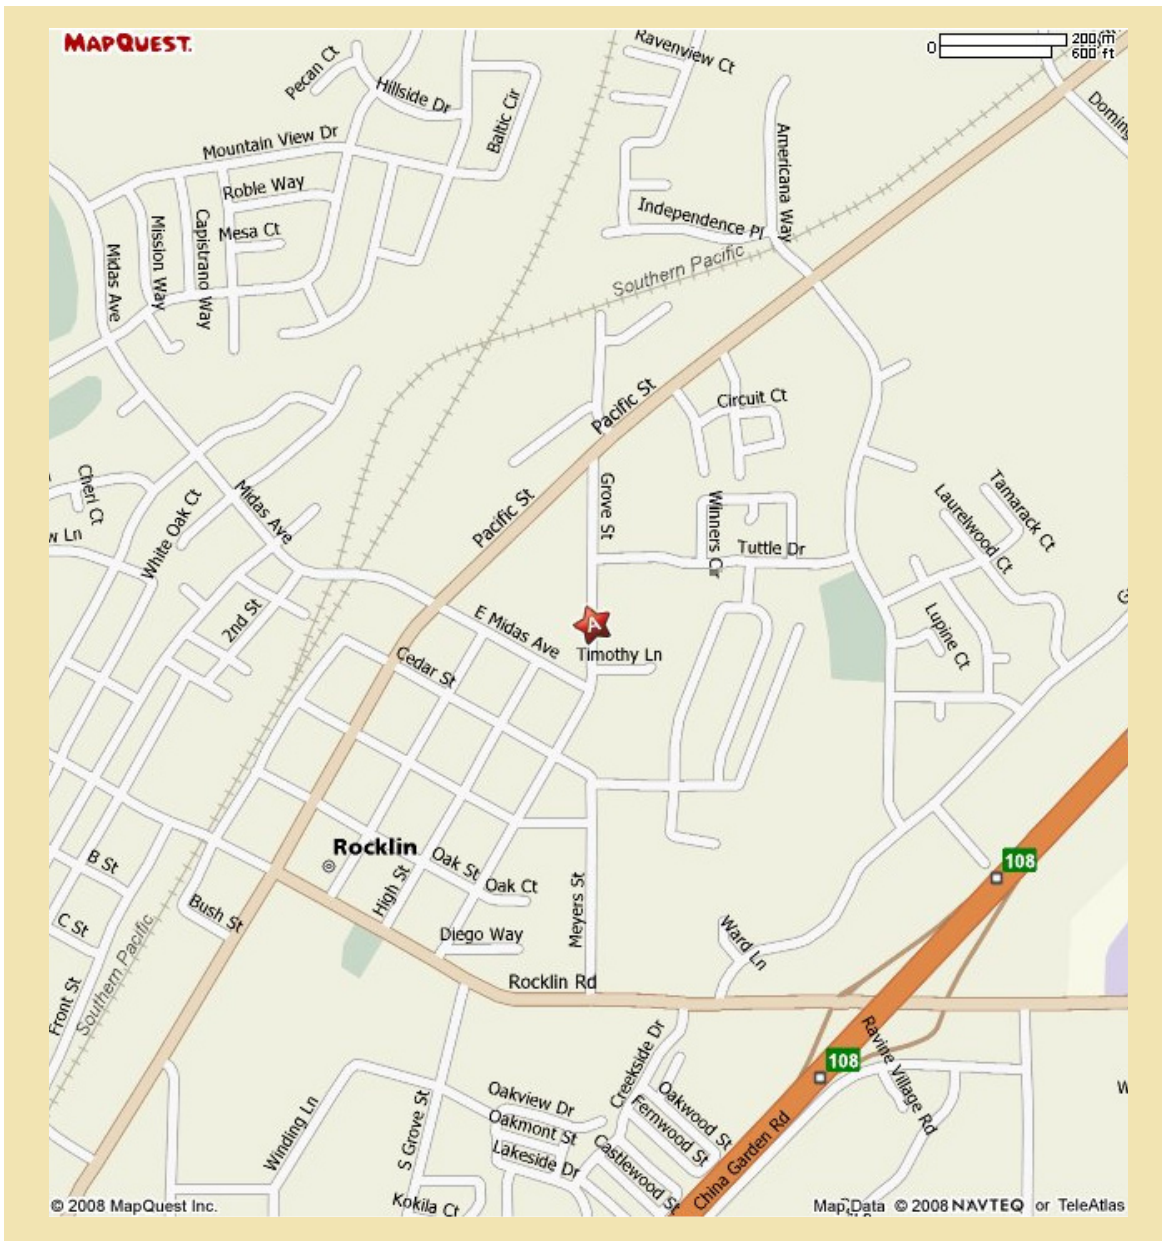 MAPQUEST.
0
200 m
600 ft
Pecan Ct
Hillside Dr
Baltic Cir
Ravenview Ct
Mountain View Dr
Roble Way
Mesa Ct
Midas Ave
Mission Way
Capistrano Way
Americana Way
Independence Pl
Southern Pacific
Pacific St
Circuit Ct
Cheri Ct
White Oak Ct
Midas Ave
Pacific St
Grove St
Winners Cir
Tuttle Dr
Tamarack Ct
Laurelwood Ct
Lupine Ct
w Ln
2nd St
E Midas Ave
A
Timothy Ln
Cedar St
Rocklin
108
B St
Oak St
Oak Ct
High St
C St
Bush St
Diego Way
Meyers St
Ward Ln
Southern Pacific
Front St
Rocklin Rd
Creekside Dr
108
Ravine Village Rd
Oakview Dr
Oakwood St
Oakmont St
Fernwood St
Winding Ln
S Grove St
Lakeside Dr
Castlewood St
China Garden Rd
Kokila Ct
© 2008 MapQuest Inc.
Map Data © 2008 NAVTEQ or TeleAtlas